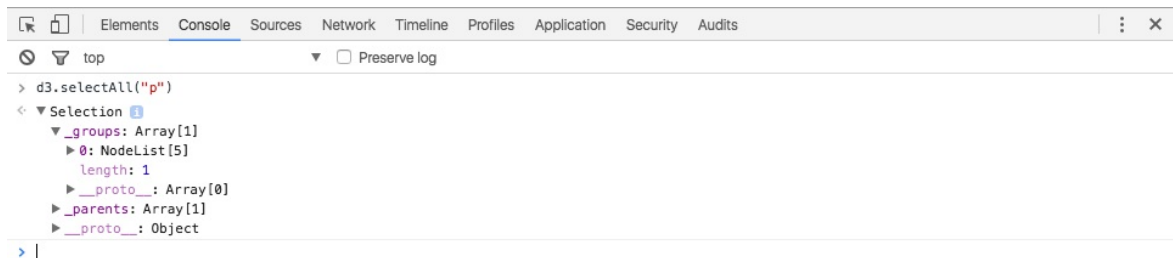 Elements Console Sources Network Timeline Profiles Application Security Audits
top Preserve log
> d3.selectAll("p")
Selection i
_groups: Array[1]
0: NodeList[5]
length: 1
__proto__: Array[0]
_parents: Array[1]
__proto__: Object
>